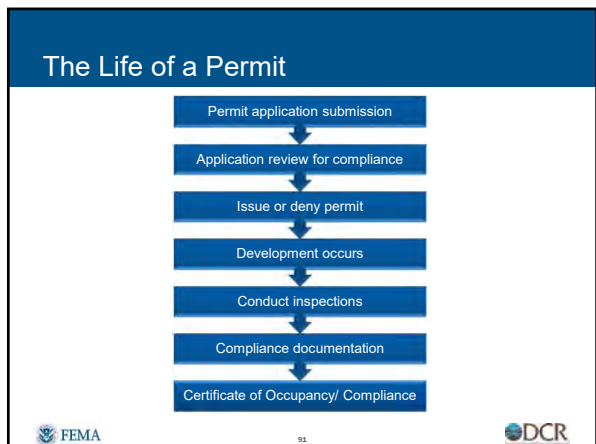 The Life of a Permit
Permit application submission
Application review for compliance
Issue or deny permit
Development occurs
Conduct inspections
Compliance documentation
Certificate of Occupancy/ Compliance
FEMA
91
DCR